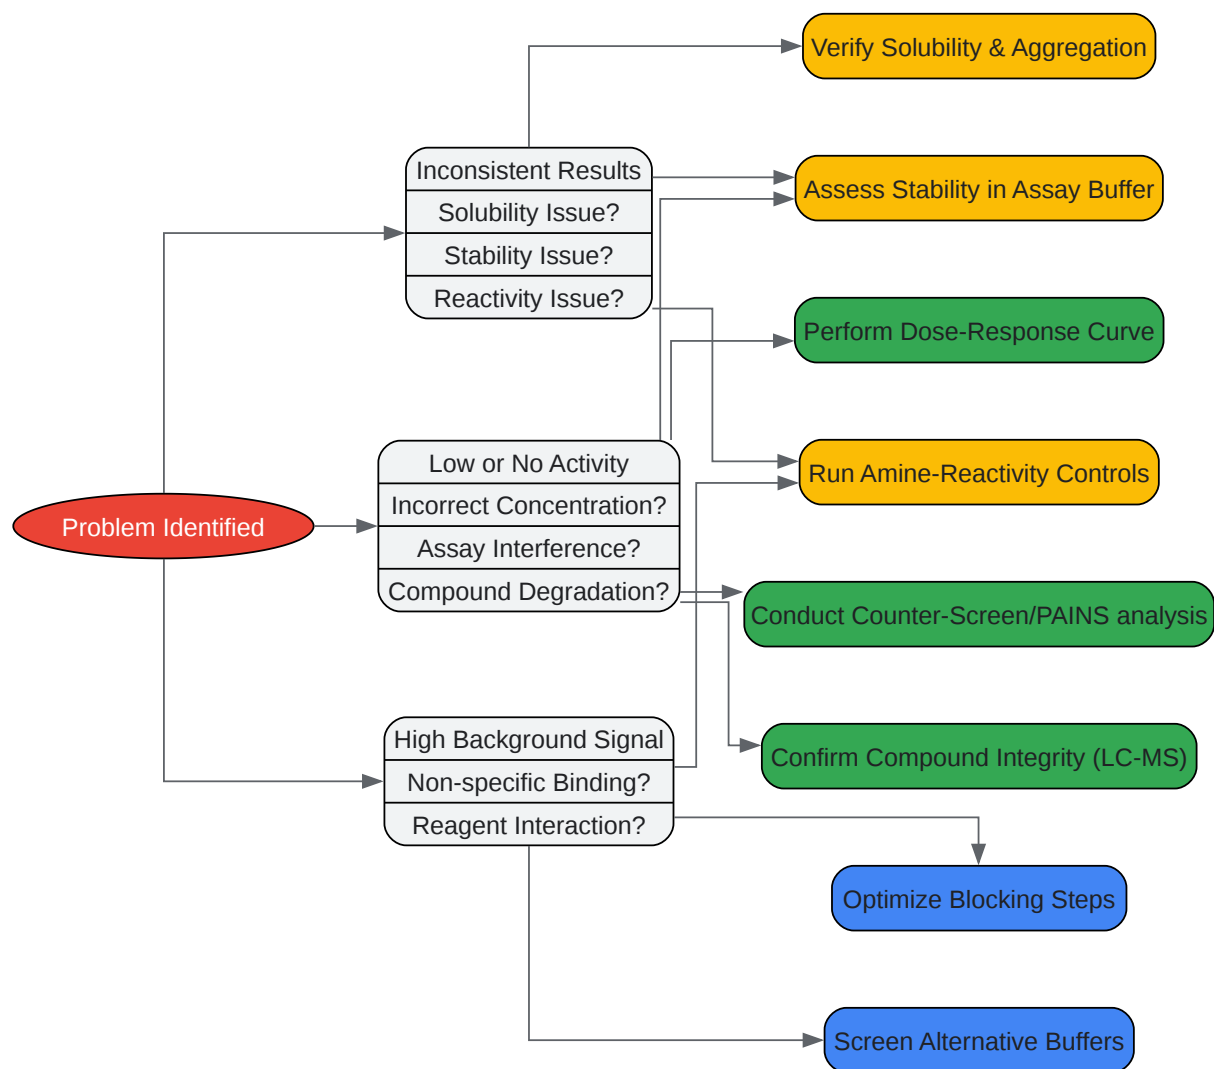 Problem Identified
Inconsistent Results
Solubility Issue?
Stability Issue?
Reactivity Issue?
Low or No Activity
Incorrect Concentration?
Assay Interference?
Compound Degradation?
High Background Signal
Non-specific Binding?
Reagent Interaction?
Verify Solubility & Aggregation
Assess Stability in Assay Buffer
Perform Dose-Response Curve
Run Amine-Reactivity Controls
Conduct Counter-Screen/PAINS analysis
Confirm Compound Integrity (LC-MS)
Optimize Blocking Steps
Screen Alternative Buffers